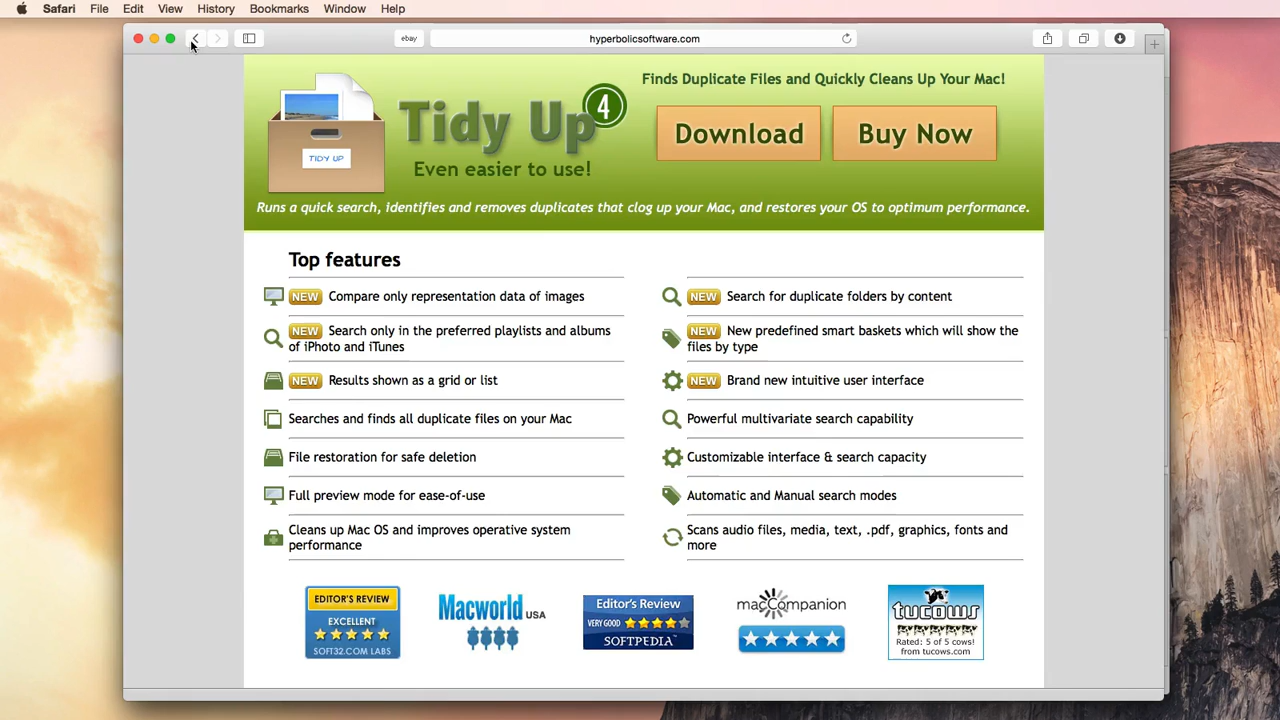 Safari File Edit View History Bookmarks Window Help
ebay
hyperbolicsoftware.com
TIDY UP
Tidy Up 4
Even easier to use!
Finds Duplicate Files and Quickly Cleans Up Your Mac!
Download
Buy Now
Runs a quick search, identifies and removes duplicates that clog up your Mac, and restores your OS to optimum performance.
Top features
NEW Compare only representation data of images
NEW Search only in the preferred playlists and albums
of iPhoto and iTunes
NEW Results shown as a grid or list
Searches and finds all duplicate files on your Mac
File restoration for safe deletion
Full preview mode for ease-of-use
Cleans up Mac OS and improves operative system
performance
NEW Search for duplicate folders by content
NEW New predefined smart baskets which will show the
files by type
NEW Brand new intuitive user interface
Powerful multivariate search capability
Customizable interface & search capacity
Automatic and Manual search modes
Scans audio files, media, text, .pdf, graphics, fonts and
more
EDITOR'S REVIEW
EXCELLENT
SOFT32.COM LABS
Macworld USA
Editor's Review
VERY GOOD
SOFTPEDIA™
macCompanion
tucows
Rated: 5 of 5 cows!
from tucows.com